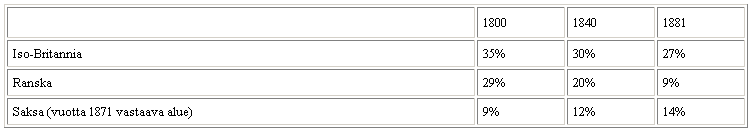 1800 1840 1881
Iso-Britannia 35% 30% 27%
Ranska 29% 20% 9%
Saksa (vuotta 1871 vastaava alue) 9% 12% 14%